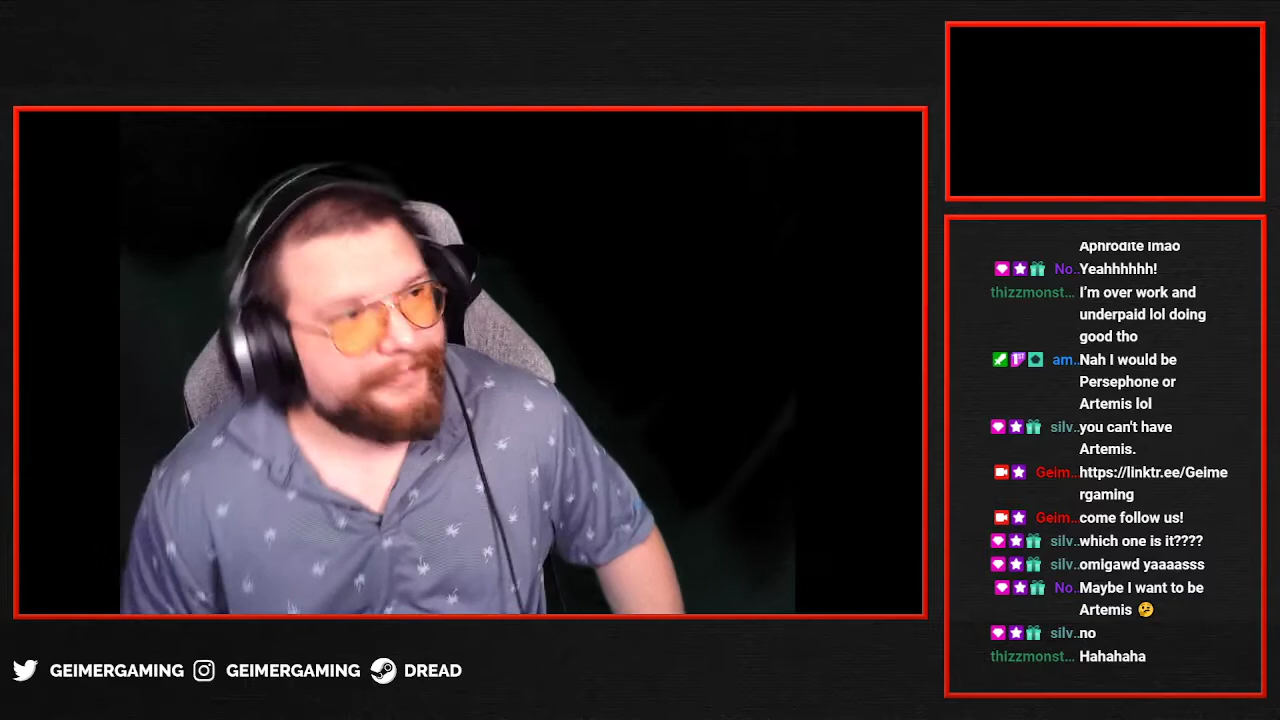 Aphrodite lmao
No.. Yeahhhhhh!
thizzmonst... I'm over work and
underpaid lol doing
good tho
am.. Nah I would be
Persephone or
Artemis lol
silv.. you can't have
Artemis.
Geim.. https://linktr.ee/Geime
rgaming
Geim.. come follow us!
silv.. which one is it????
silv.. omigawd yaaaasss
No.. Maybe I want to be
Artemis
silv.. no
thizzmonst... Hahahaha
GEIMERGAMING GEIMERGAMING DREAD